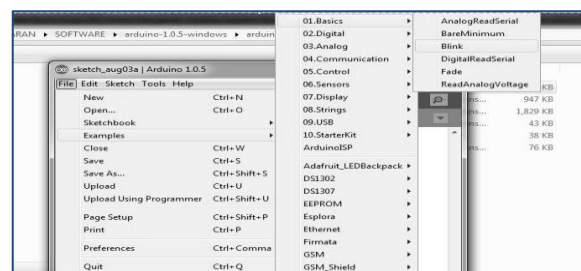 ARAN ▸ SOFTWARE ▸ arduino-1.0.5-windows ▸ arduin
sketch_aug03a | Arduino 1.0.5
File Edit Sketch Tools Help
New Ctrl+N
Open... Ctrl+O
Sketchbook
Examples
Close Ctrl+W
Save Ctrl+S
Save As... Ctrl+Shift+S
Upload Ctrl+U
Upload Using Programmer Ctrl+Shift+U
Page Setup Ctrl+Shift+P
Print Ctrl+P
Preferences Ctrl+Comma
Quit Ctrl+Q
01.Basics
02.Digital
03.Analog
04.Communication
05.Control
06.Sensors
07.Display
08.Strings
09.USB
10.StarterKit
ArduinoISP
Adafruit_LEDBackpack
DS1302
DS1307
EEPROM
Esplora
Ethernet
Firmata
GSM
GSM_Shield
AnalogReadSerial
BareMinimum
Blink
DigitalReadSerial
Fade
ReadAnalogVoltage
KB
ns... 947 KB
ns... 1,829 KB
ns... 43 KB
38 KB
ns... 76 KB